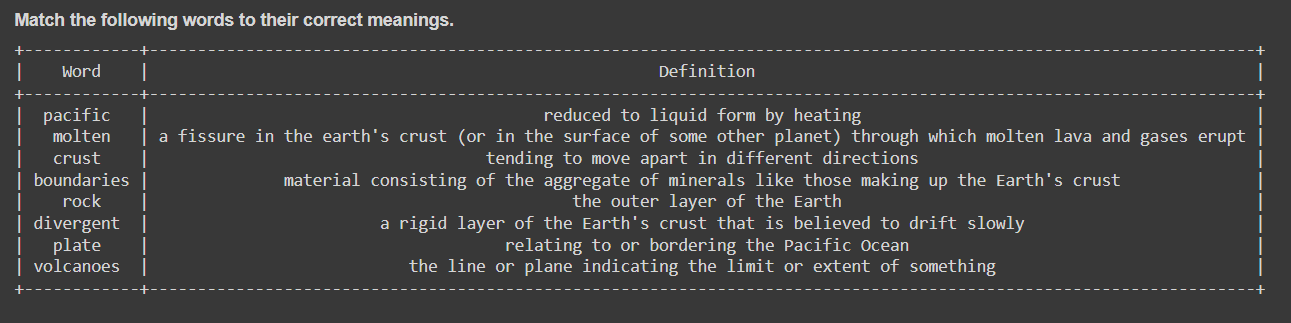 Match the following words to their correct meanings.
+------------+--------------------------------------------------------------------------------------------------------------------+
|    Word    |                                                     Definition                                                     |
+------------+--------------------------------------------------------------------------------------------------------------------+
|  pacific   |                                         reduced to liquid form by heating                                          |
|   molten   | a fissure in the earth's crust (or in the surface of some other planet) through which molten lava and gases erupt |
|   crust    |                                   tending to move apart in different directions                                    |
| boundaries |              material consisting of the aggregate of minerals like those making up the Earth's crust               |
|    rock    |                                            the outer layer of the Earth                                            |
| divergent  |                        a rigid layer of the Earth's crust that is believed to drift slowly                         |
|   plate    |                                     relating to or bordering the Pacific Ocean                                     |
| volcanoes  |                           the line or plane indicating the limit or extent of something                            |
+------------+--------------------------------------------------------------------------------------------------------------------+